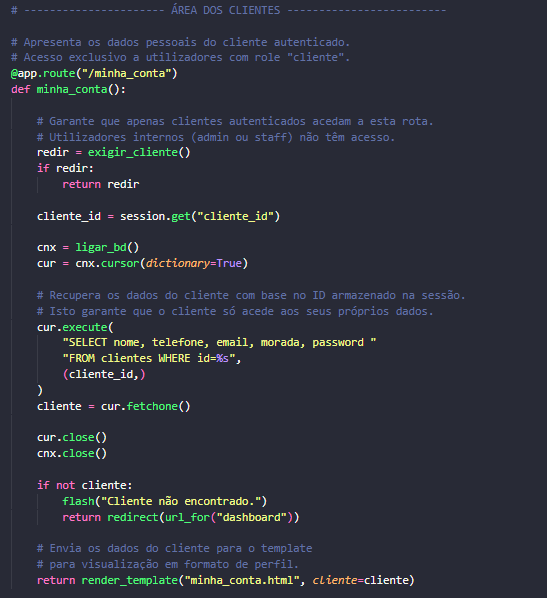 # ---------------------- ÁREA DOS CLIENTES -------------------------
# Apresenta os dados pessoais do cliente autenticado.
# Acesso exclusivo a utilizadores com role "cliente".
@app.route("/minha_conta")
def minha_conta():
# Garante que apenas clientes autenticados acedam a esta rota.
# Utilizadores internos (admin ou staff) não têm acesso.
redir = exigir_cliente()
if redir:
return redir
cliente_id = session.get("cliente_id")
cnx = ligar_bd()
cur = cnx.cursor(dictionary=True)
# Recupera os dados do cliente com base no ID armazenado na sessão.
# Isto garante que o cliente só acede aos seus próprios dados.
cur.execute(
"SELECT nome, telefone, email, morada, password "
"FROM clientes WHERE id=%s",
(cliente_id,)
)
cliente = cur.fetchone()
cur.close()
cnx.close()
if not cliente:
flash("Cliente não encontrado.")
return redirect(url_for("dashboard"))
# Envia os dados do cliente para o template
# para visualização em formato de perfil.
return render_template("minha_conta.html", cliente=cliente)